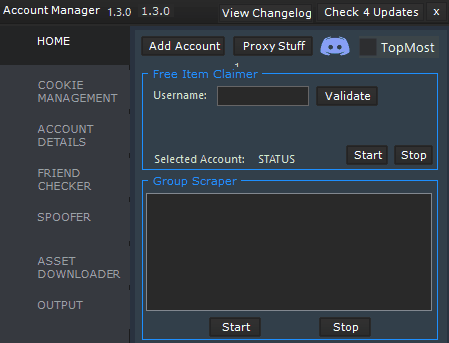 Account Manager 1.3.0 1.3.0 View Changelog Check 4 Updates x
HOME
COOKIE
MANAGEMENT
ACCOUNT
DETAILS
FRIEND
CHECKER
SPOOFER
ASSET
DOWNLOADER
OUTPUT
Add Account Proxy Stuff TopMost
Free Item Claimer
Username: Validate
Selected Account: STATUS Start Stop
Group Scraper
Start Stop